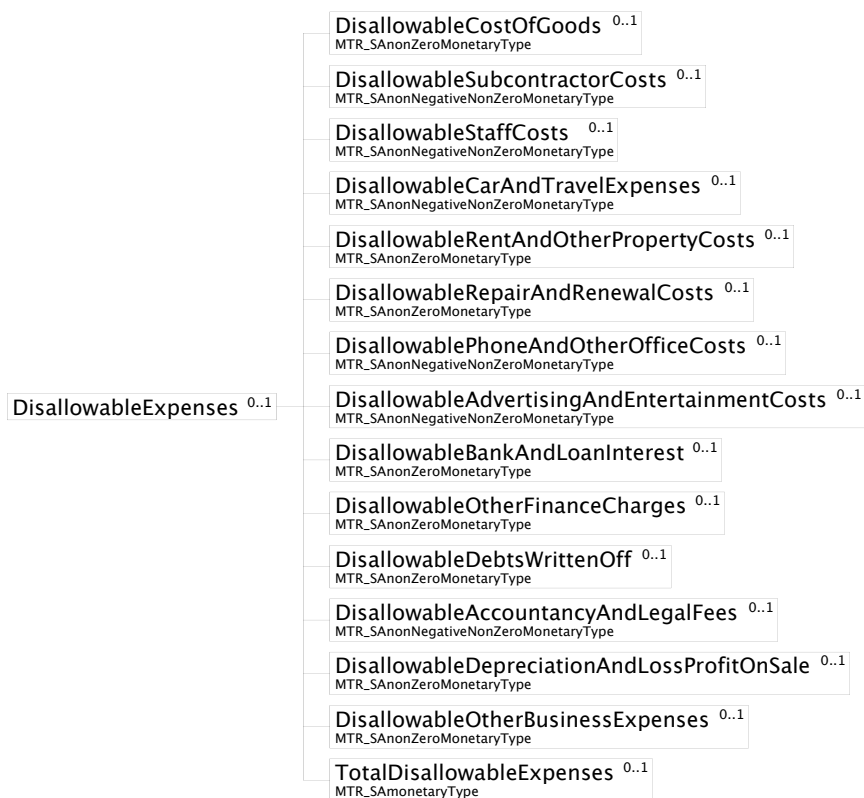 DisallowableCostOfGoods 0..1
MTR_SAnonZeroMonetaryType
DisallowableSubcontractorCosts 0..1
MTR_SAnonNegativeNonZeroMonetaryType
DisallowableStaffCosts 0..1
MTR_SAnonNegativeNonZeroMonetaryType
DisallowableCarAndTravelExpenses 0..1
MTR_SAnonNegativeNonZeroMonetaryType
DisallowableRentAndOtherPropertyCosts 0..1
MTR_SAnonZeroMonetaryType
DisallowableRepairAndRenewalCosts 0..1
MTR_SAnonZeroMonetaryType
DisallowablePhoneAndOtherOfficeCosts 0..1
MTR_SAnonNegativeNonZeroMonetaryType
DisallowableExpenses 0..1
DisallowableAdvertisingAndEntertainmentCosts 0..1
MTR_SAnonNegativeNonZeroMonetaryType
DisallowableBankAndLoanInterest 0..1
MTR_SAnonZeroMonetaryType
DisallowableOtherFinanceCharges 0..1
MTR_SAnonZeroMonetaryType
DisallowableDebtsWrittenOff 0..1
MTR_SAnonZeroMonetaryType
DisallowableAccountancyAndLegalFees 0..1
MTR_SAnonNegativeNonZeroMonetaryType
DisallowableDepreciationAndLossProfitOnSale 0..1
MTR_SAnonZeroMonetaryType
DisallowableOtherBusinessExpenses 0..1
MTR_SAnonZeroMonetaryType
TotalDisallowableExpenses 0..1
MTR_SAmonetaryType